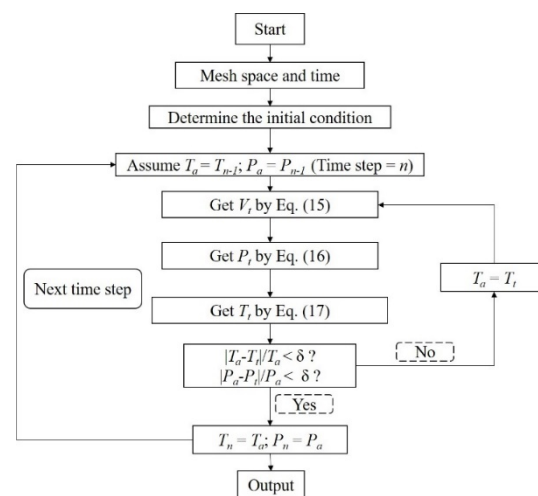 Start
Mesh space and time
Determine the initial condition
Assume Tₐ = Tₙ₋₁; Pₐ = Pₙ₋₁ (Time step = n)
Get Vₜ by Eq. (15)
Get Pₜ by Eq. (16)
Next time step
Tₐ = Tₜ
Get Tₜ by Eq. (17)
|Tₐ-Tₜ|/Tₐ < δ ?
|Pₐ-Pₜ|/Pₐ < δ ?
No
Yes
Tₙ = Tₐ; Pₙ = Pₐ
Output